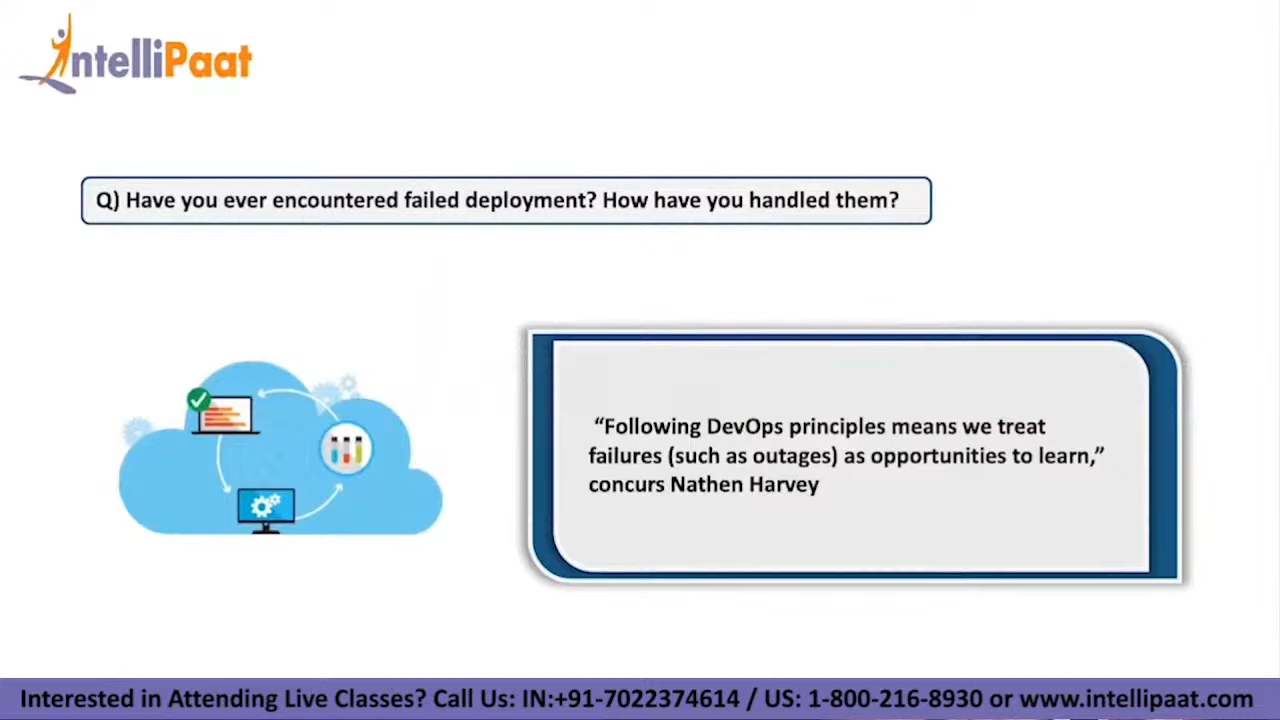 IntelliPaat
Q) Have you ever encountered failed deployment? How have you handled them?
“Following DevOps principles means we treat
failures (such as outages) as opportunities to learn,”
concurs Nathen Harvey
Interested in Attending Live Classes? Call Us: IN:+91-7022374614 / US: 1-800-216-8930 or www.intellipaat.com